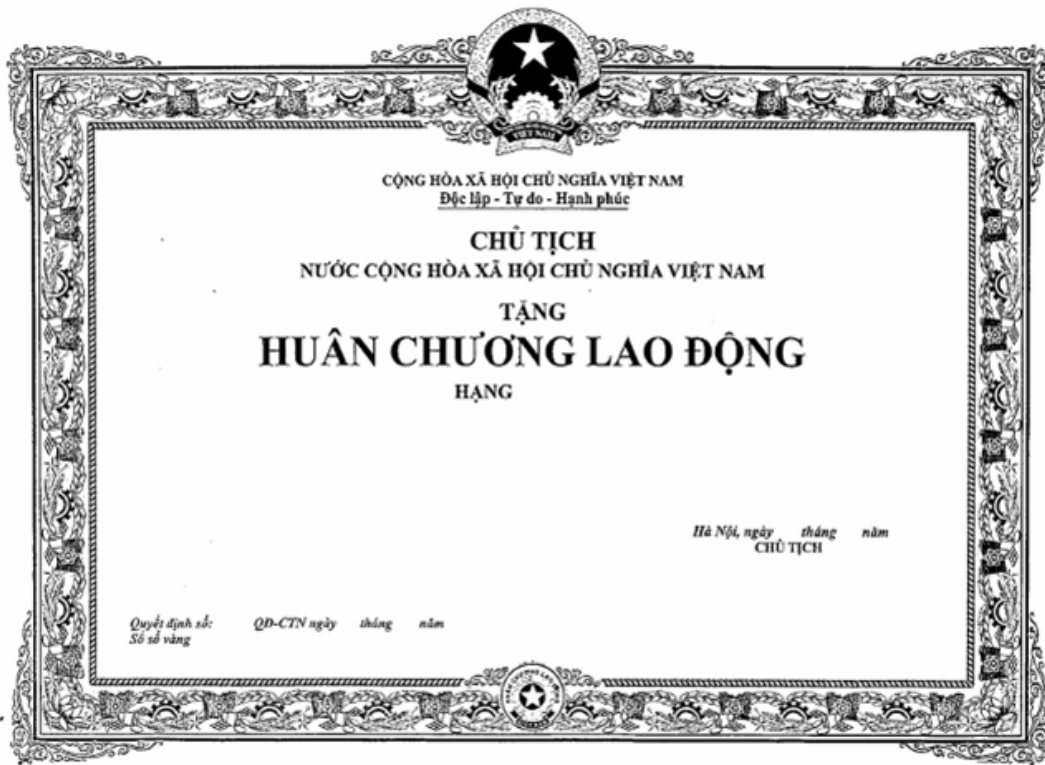 VIỆT NAM
CỘNG HÒA XÃ HỘI CHỦ NGHĨA VIỆT NAM
Độc lập - Tự do - Hạnh phúc
CHỦ TỊCH
NƯỚC CỘNG HÒA XÃ HỘI CHỦ NGHĨA VIỆT NAM
TẶNG
HUÂN CHƯƠNG LAO ĐỘNG
HẠNG
Hà Nội, ngày tháng năm
CHỦ TỊCH
Quyết định số: QĐ-CTN ngày tháng năm
Số sổ vàng